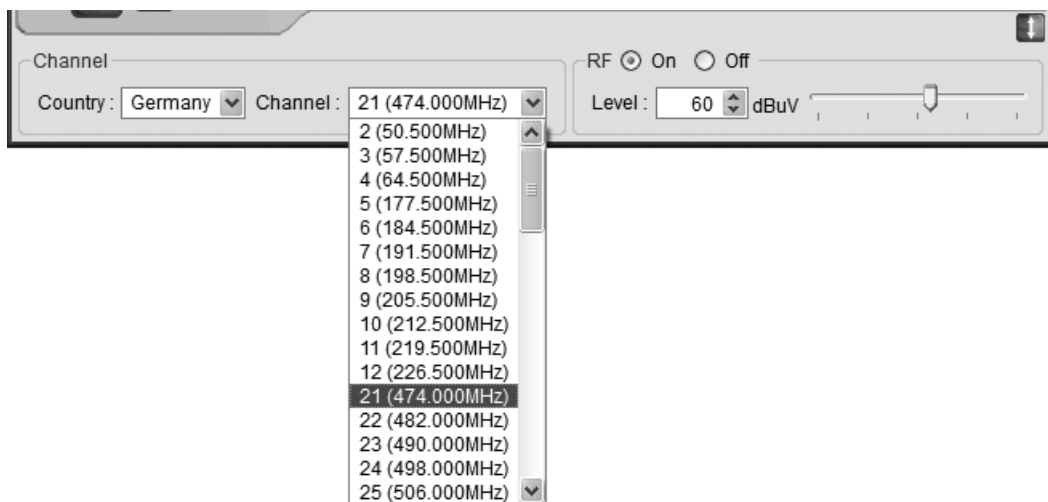 Channel
RF On Off
Country : Germany Channel : 21 (474.000MHz)
Level : 60 dBuV
2 (50.500MHz)
3 (57.500MHz)
4 (64.500MHz)
5 (177.500MHz)
6 (184.500MHz)
7 (191.500MHz)
8 (198.500MHz)
9 (205.500MHz)
10 (212.500MHz)
11 (219.500MHz)
12 (226.500MHz)
21 (474.000MHz)
22 (482.000MHz)
23 (490.000MHz)
24 (498.000MHz)
25 (506.000MHz)